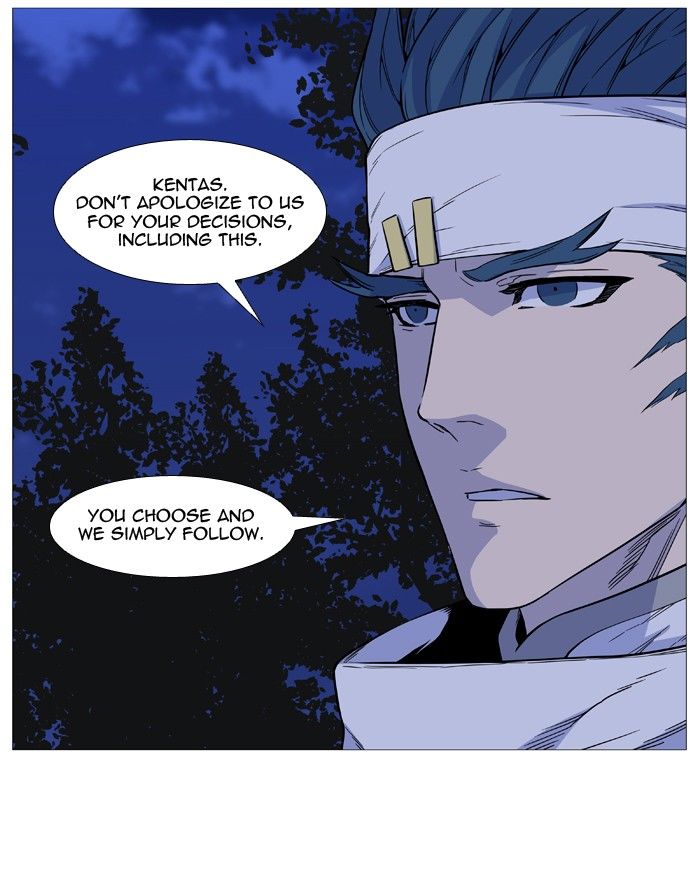 KENTAS.
DON'T APOLOGIZE TO US
FOR YOUR DECISIONS,
INCLUDING THIS.
YOU CHOOSE AND
WE SIMPLY FOLLOW.